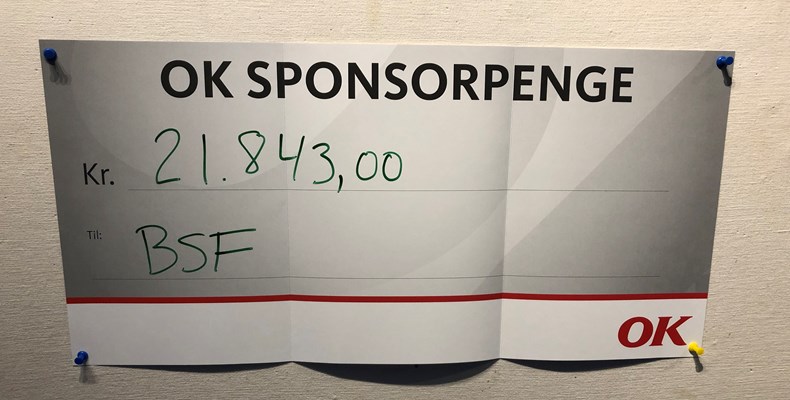 OK SPONSORPENGE
Kr. 21.843,00
Til: BSF
OK